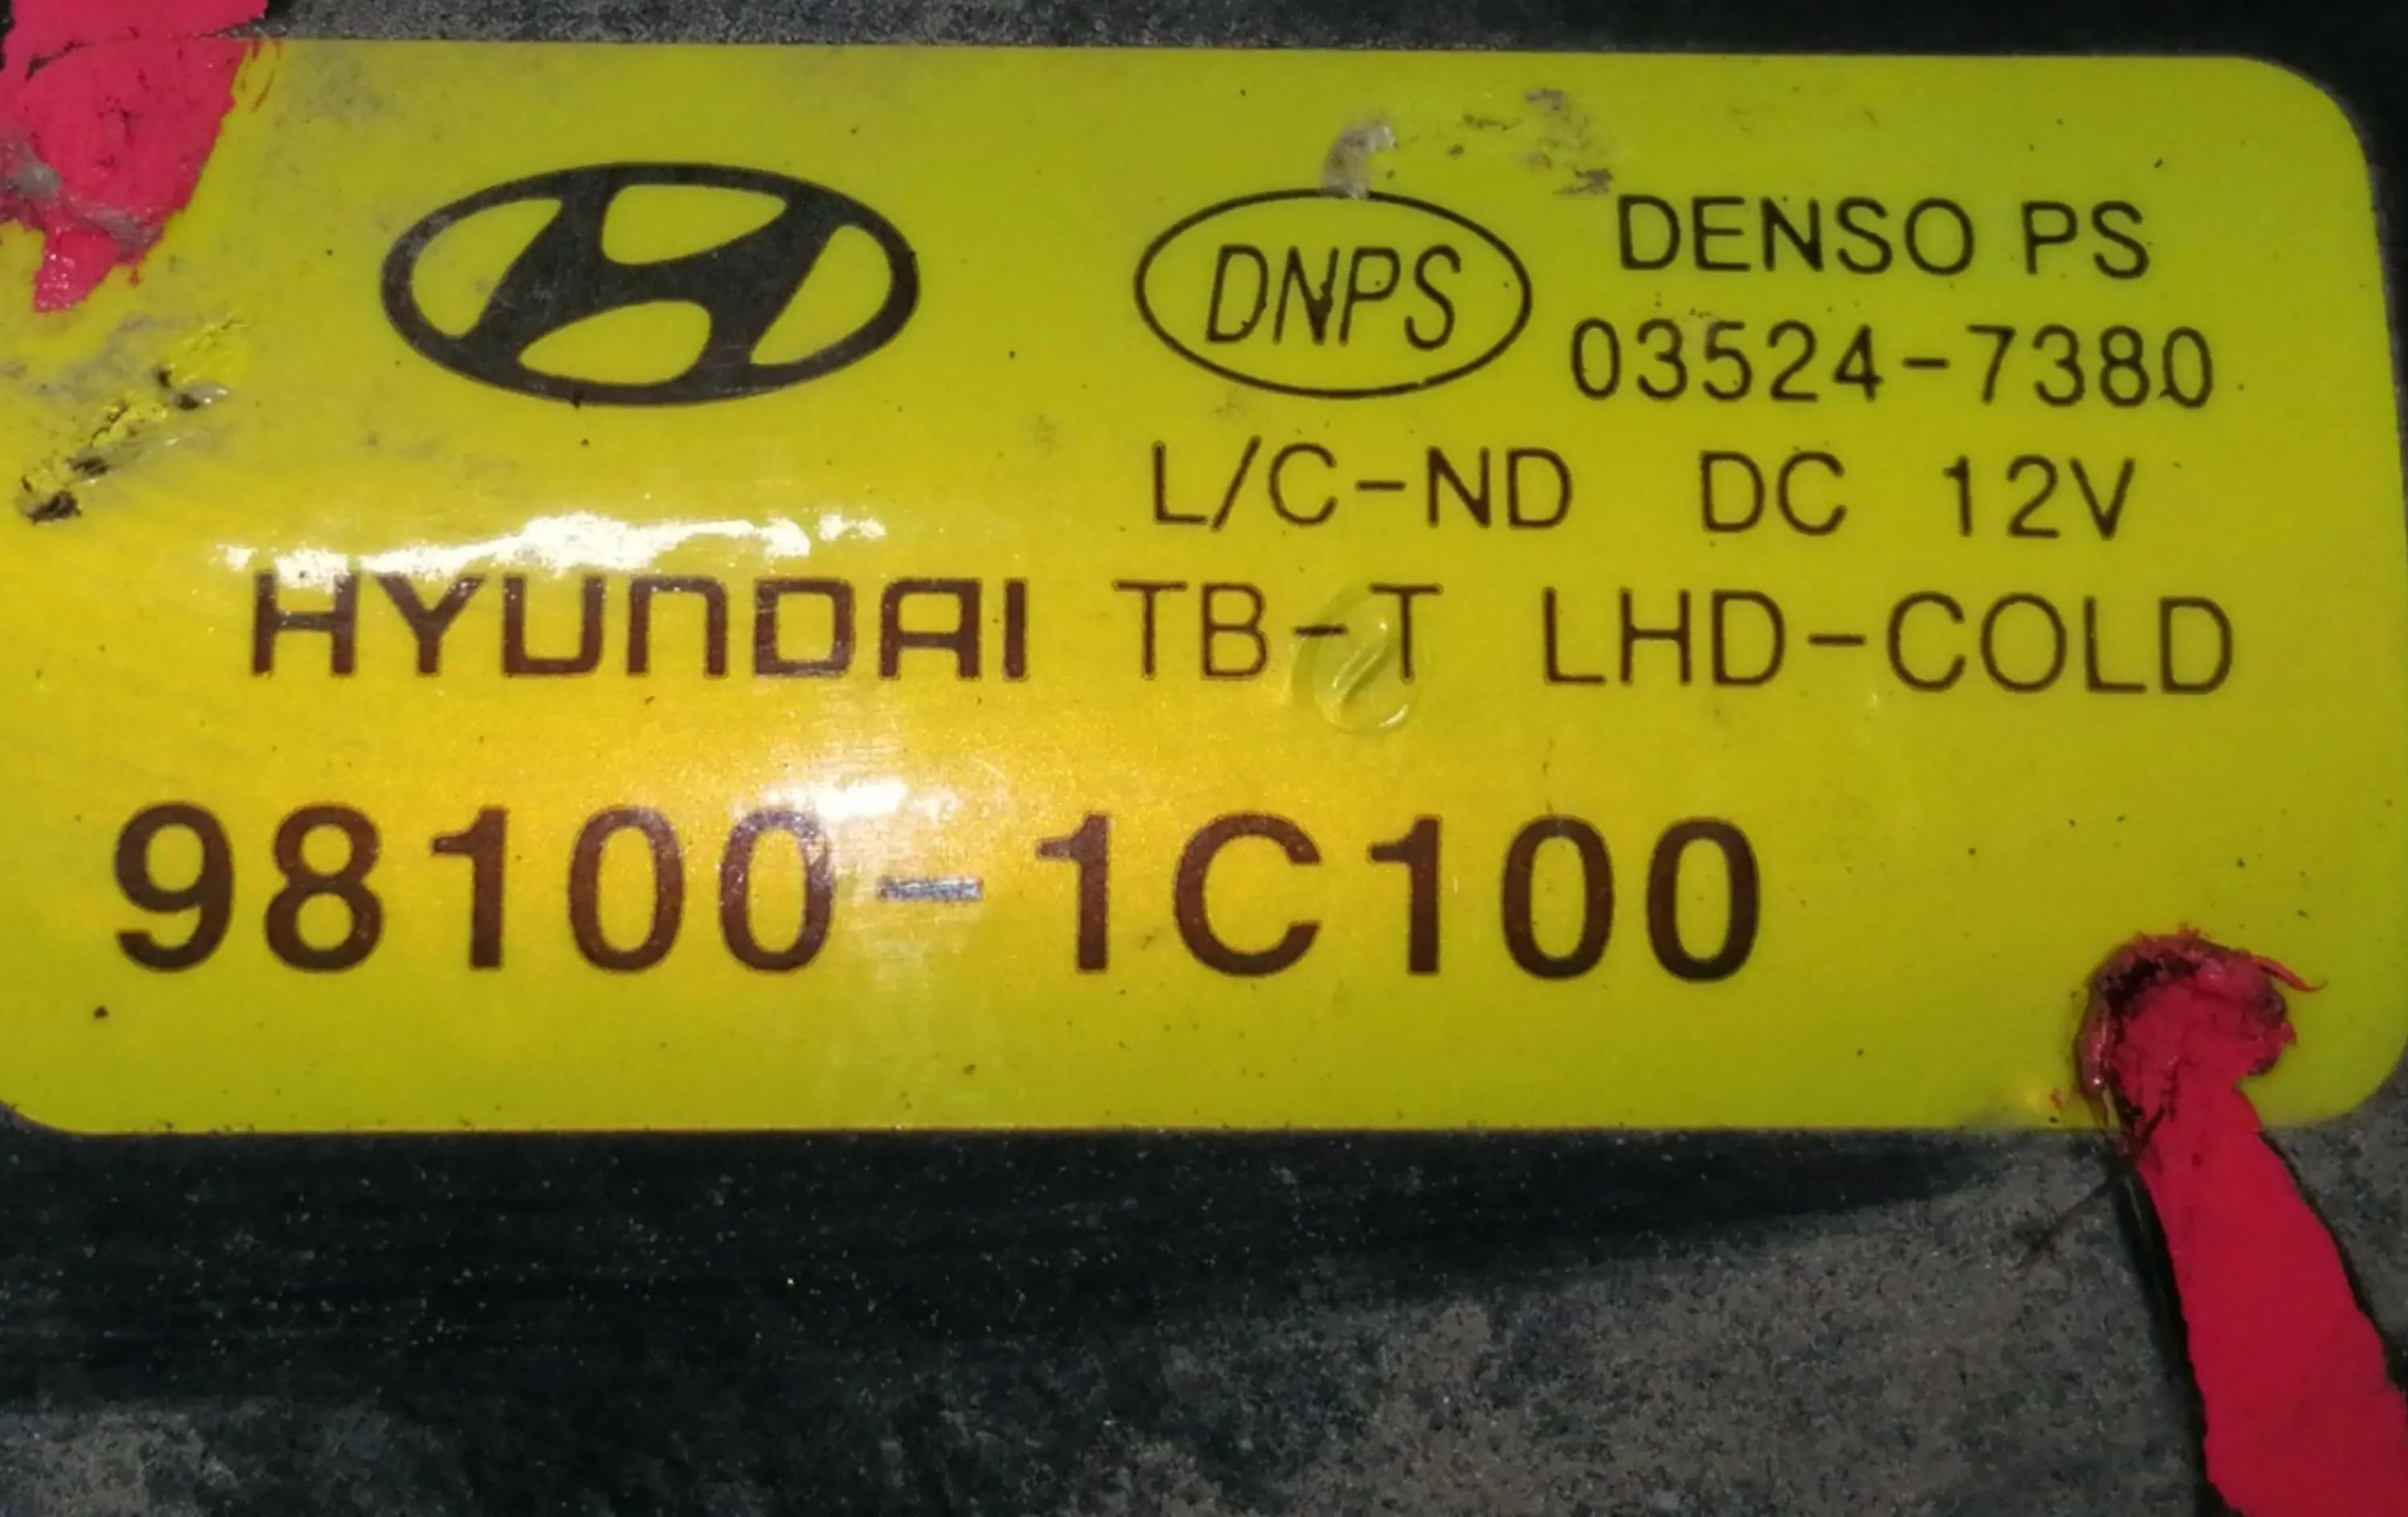 DNPS DENSO PS
03524-7380
L/C-ND DC 12V
HYUNDAI TB-T LHD-COLD
98100-1C100